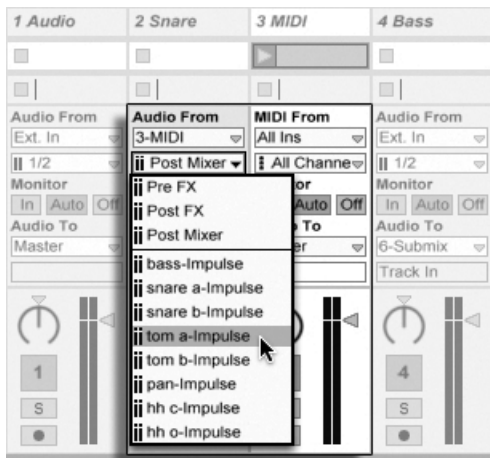 1 Audio 2 Snare 3 MIDI 4 Bass
Audio From Audio From MIDI From Audio From
Ext. In 3-MIDI All Ins Ext. In
1/2 Post Mixer All Channe 1/2
Monitor Pre FX or Monitor
In Auto Off Post FX Auto Off In Auto Off
Audio To Post Mixer To Audio To
Master bass-Impulse er 6-Submix
snare a-Impulse Track In
snare b-Impulse
tom a-Impulse
tom b-Impulse
1 pan-Impulse 4
S hh c-Impulse S
hh o-Impulse